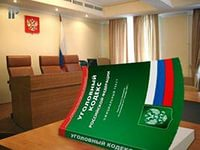 УГОЛОВНЫЙ
КОДЕКС
РОССИЙСКОЙ ФЕДЕРАЦИИ
УГОЛОВНЫЙ КОДЕКС